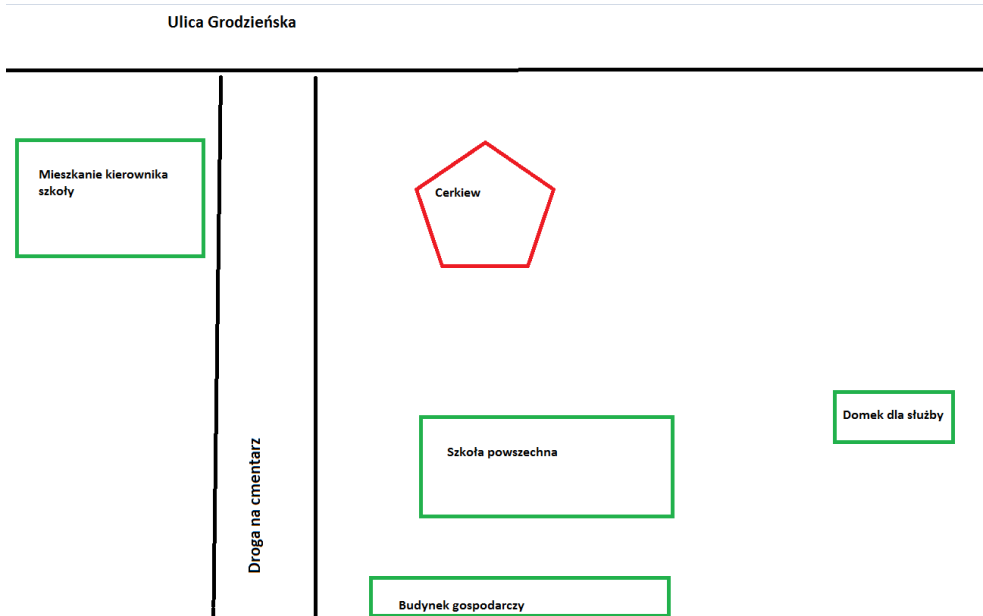 Ulica Grodzieńska
Mieszkanie kierownika
szkoły
Cerkiew
Domek dla służby
Szkoła powszechna
Droga na cmentarz
Budynek gospodarczy